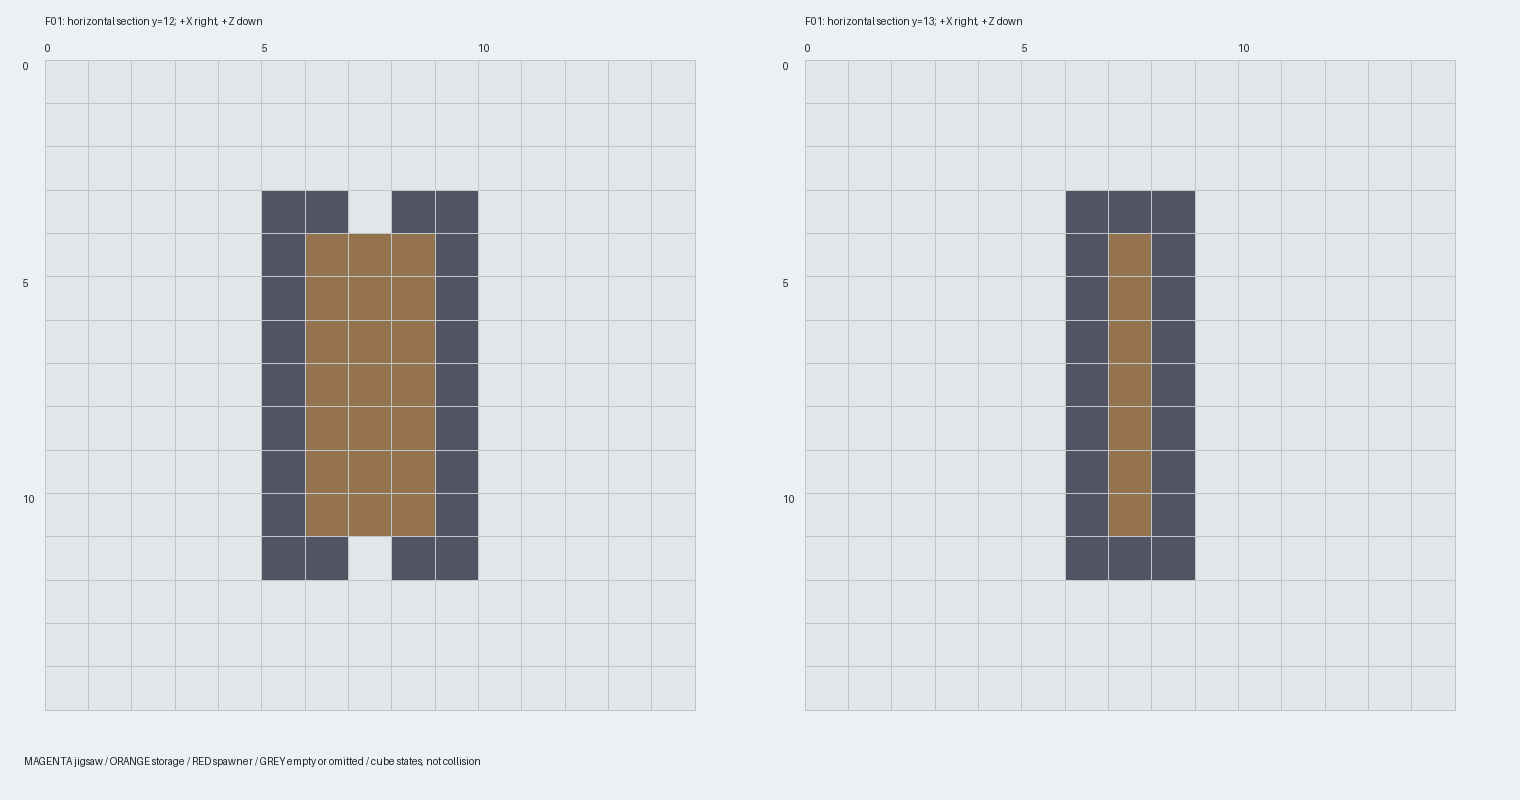 F01: horizontal section y=12; +X right, +Z down
0 5 10
0
5
10
F01: horizontal section y=13; +X right, +Z down
0 5 10
0
5
10
MAGENTA jigsaw / ORANGE storage / RED spawner / GREY empty or omitted / cube states, not collision